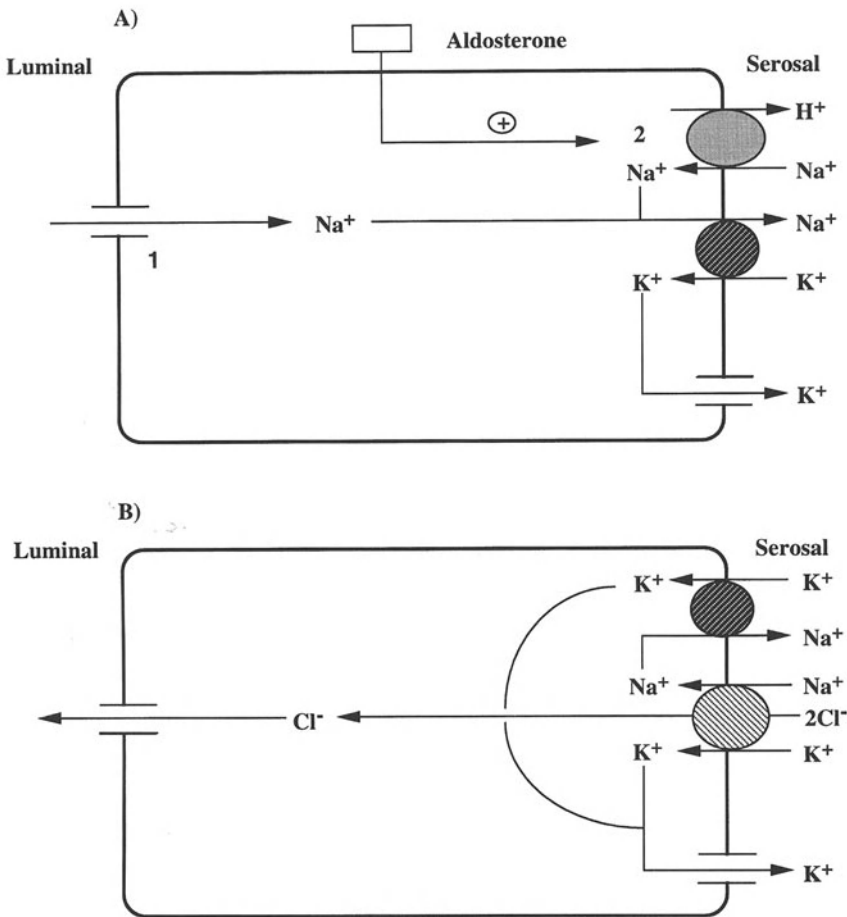 A)
Aldosterone
Luminal
Serosal
+
2
H⁺
Na⁺
Na⁺
Na⁺
Na⁺
1
K⁺
K⁺
K⁺
B)
Luminal
Serosal
K⁺
K⁺
Na⁺
Na⁺
Na⁺
Cl⁻
2Cl⁻
K⁺
K⁺
K⁺